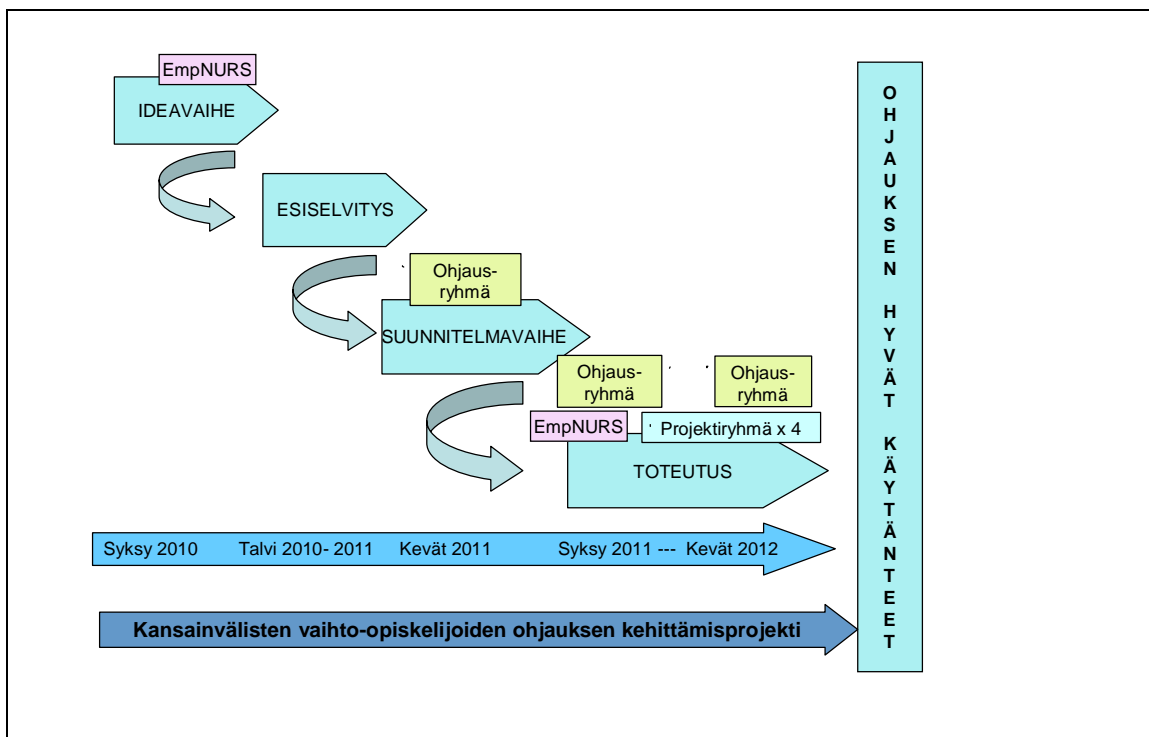 EmpNURS
IDEAVAIHE
ESISELVITYS
Ohjaus-
ryhmä
SUUNNITELMAVAIHE
Ohjaus-
ryhmä
Ohjaus-
ryhmä
EmpNURS
Projektiryhmä x 4
TOTEUTUS
Syksy 2010 Talvi 2010- 2011 Kevät 2011 Syksy 2011 --- Kevät 2012
Kansainvälisten vaihto-opiskelijoiden ohjauksen kehittämisprojekti
OHJAUKSEN HYVÄT KÄYTÄNTEET